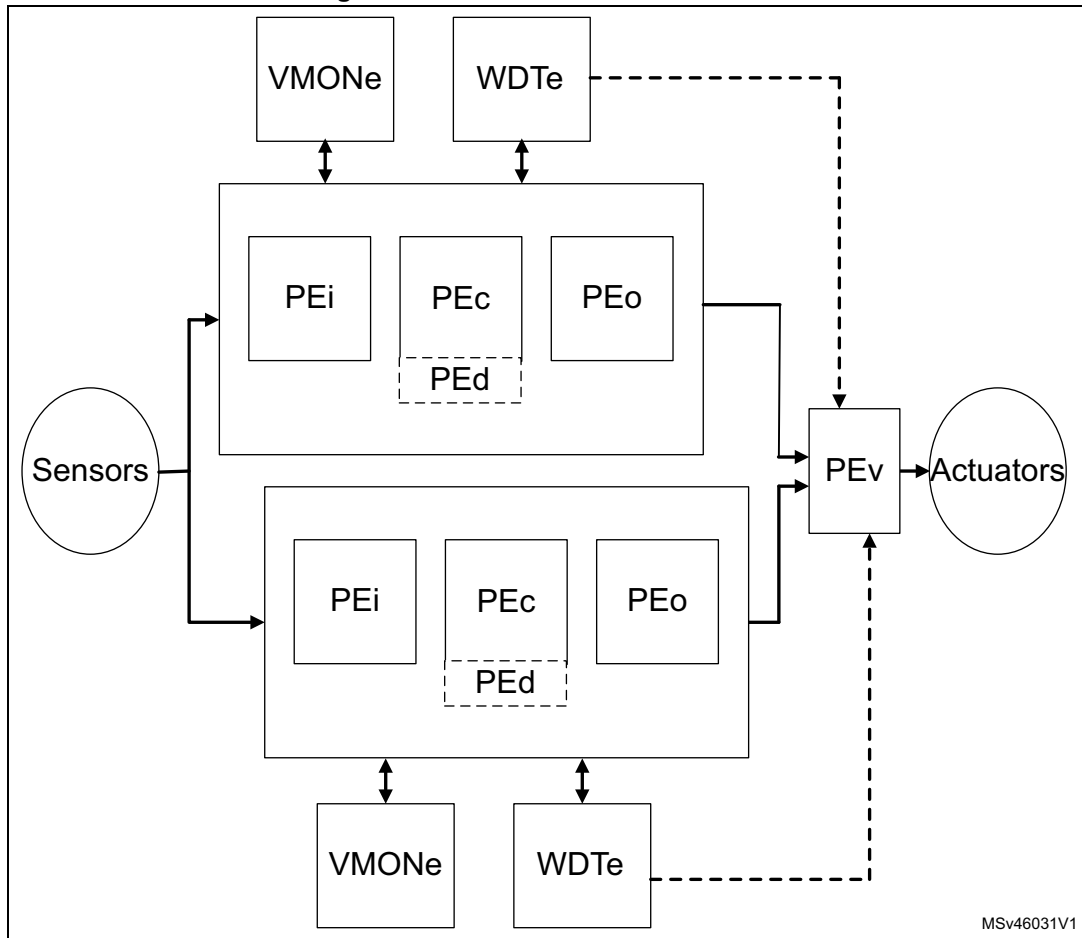 VMONe
WDTe
PEi
PEc
PEo
PEd
Sensors
PEv
Actuators
PEi
PEc
PEo
PEd
VMONe
WDTe
MSv46031V1